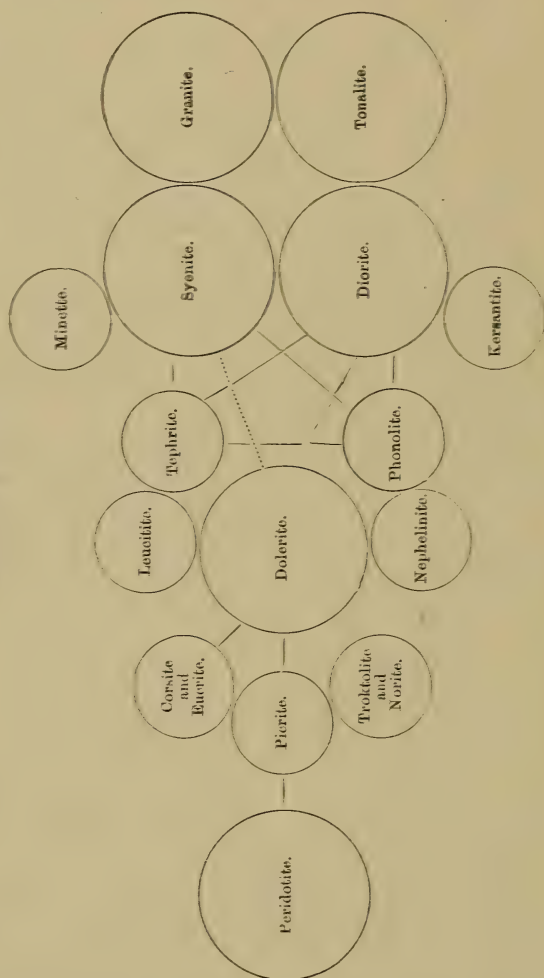 Peridotite.
Troktolite
and
Norite.
Picrite.
Corsite
and
Eucrite.
Nephelinite.
Dolerite.
Leucitite.
Phonolite.
Tephrite.
Kersantite.
Diorite.
Syenite.
Minette.
Tonalite.
Granite.